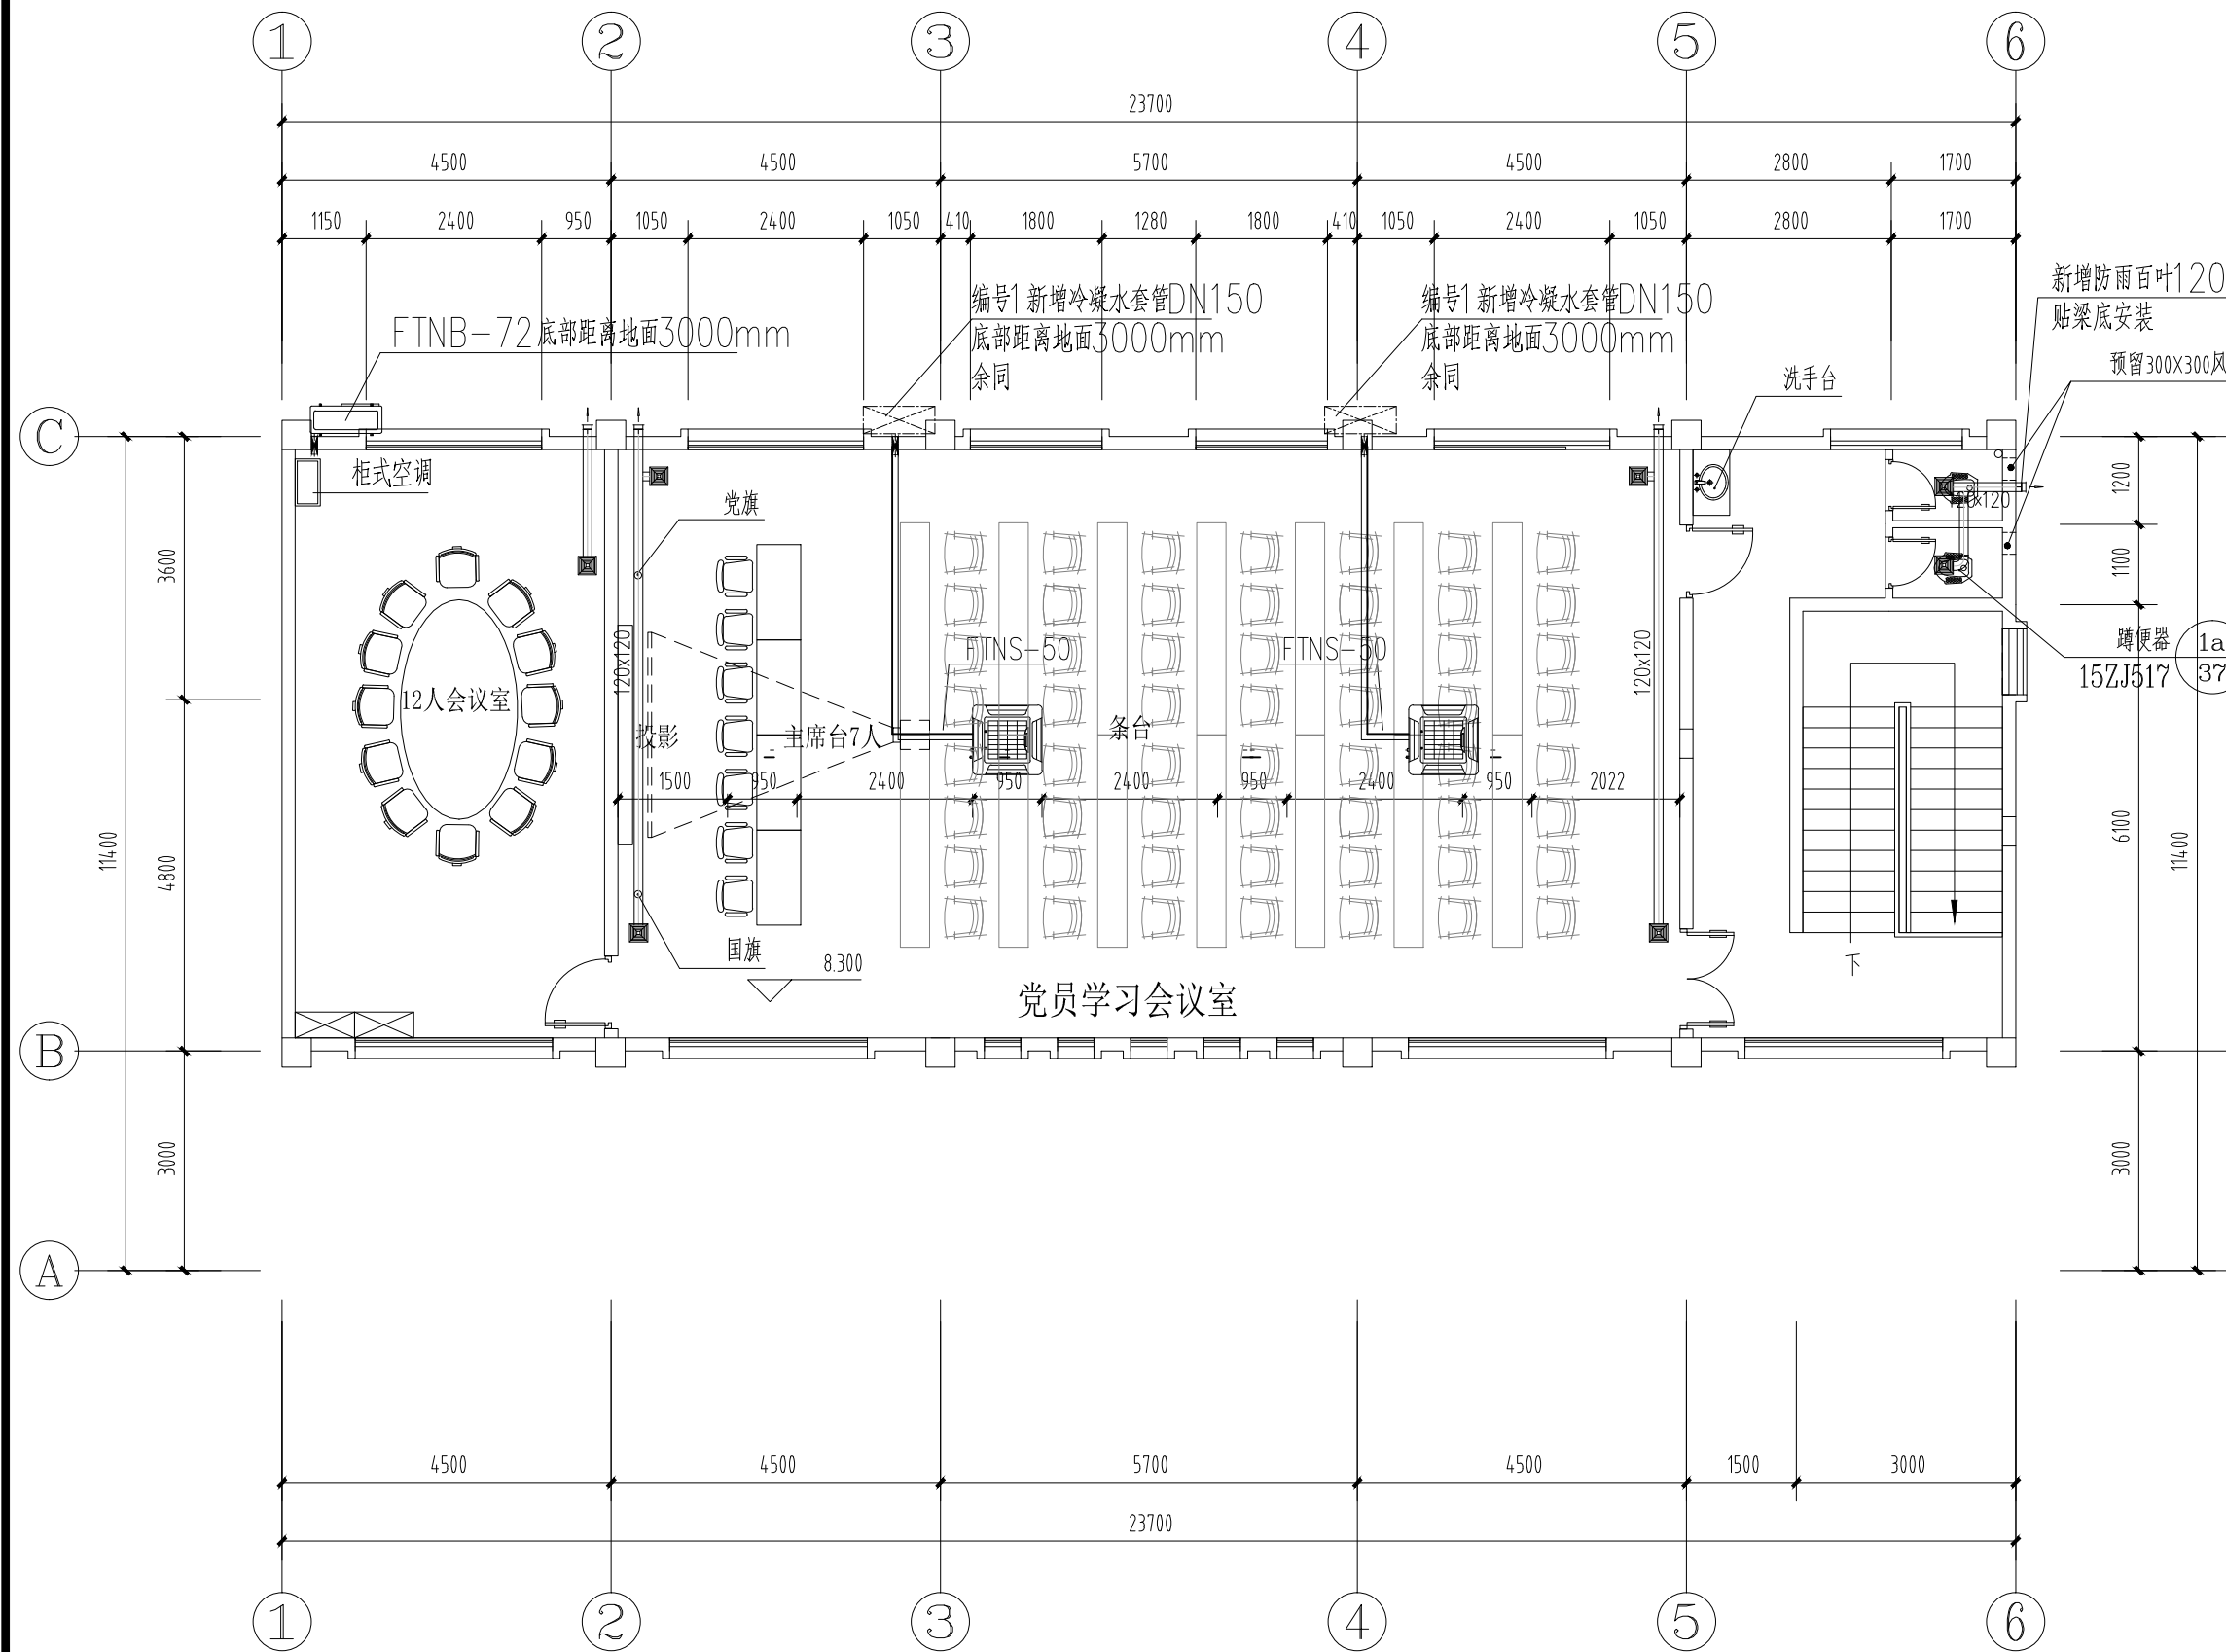 1 2 3 4 5 6
23700
4500 4500 5700 4500 2800 1700
1150 2400 950 1050 2400 1050 410 1800 1280 1800 410 1050 2400 1050 2800 1700
新增防雨百叶120
贴梁底安装
编号1 新增冷凝水套管DN150
底部距离地面3000mm
余同
编号1 新增冷凝水套管DN150
底部距离地面3000mm
余同
FTNB-72 底部距离地面3000mm
预留300X300风
洗手台
C
柜式空调
党旗
120x120
1200
1100
3600
12人会议室
120x120
投影
主席台7人
FTNS-50
条台
FTNS-50
120x120
蹲便器
15ZJ517
1a
37
1500 950 2400 950 2400 950 2400 950 2022
11400
4800
6100
11400
国旗
8.300
党员学习会议室
下
B
3000
3000
A
4500 4500 5700 4500 1500 3000
23700
1 2 3 4 5 6